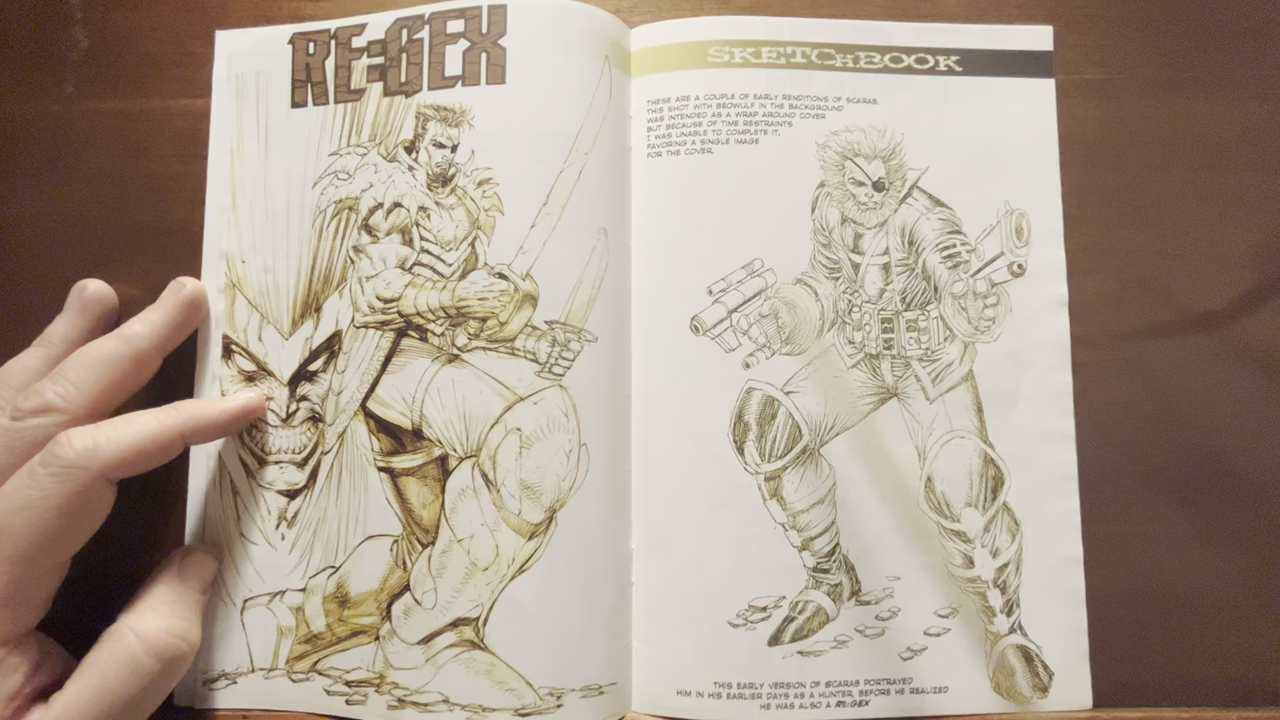 RE:GEX
SKETCHBOOK
THESE ARE A COUPLE OF EARLY RENDITIONS OF SCARAB.
THIS SHOT WITH BEOWULF IN THE BACKGROUND
WAS INTENDED AS A WRAP AROUND COVER
BUT BECAUSE OF TIME RESTRAINTS
I WAS UNABLE TO COMPLETE IT,
FAVORING A SINGLE IMAGE
FOR THE COVER.
THIS EARLY VERSION OF SCARAB PORTRAYED
HIM IN HIS EARLIER DAYS AS A HUNTER, BEFORE HE REALIZED
HE WAS ALSO A RE:GEX